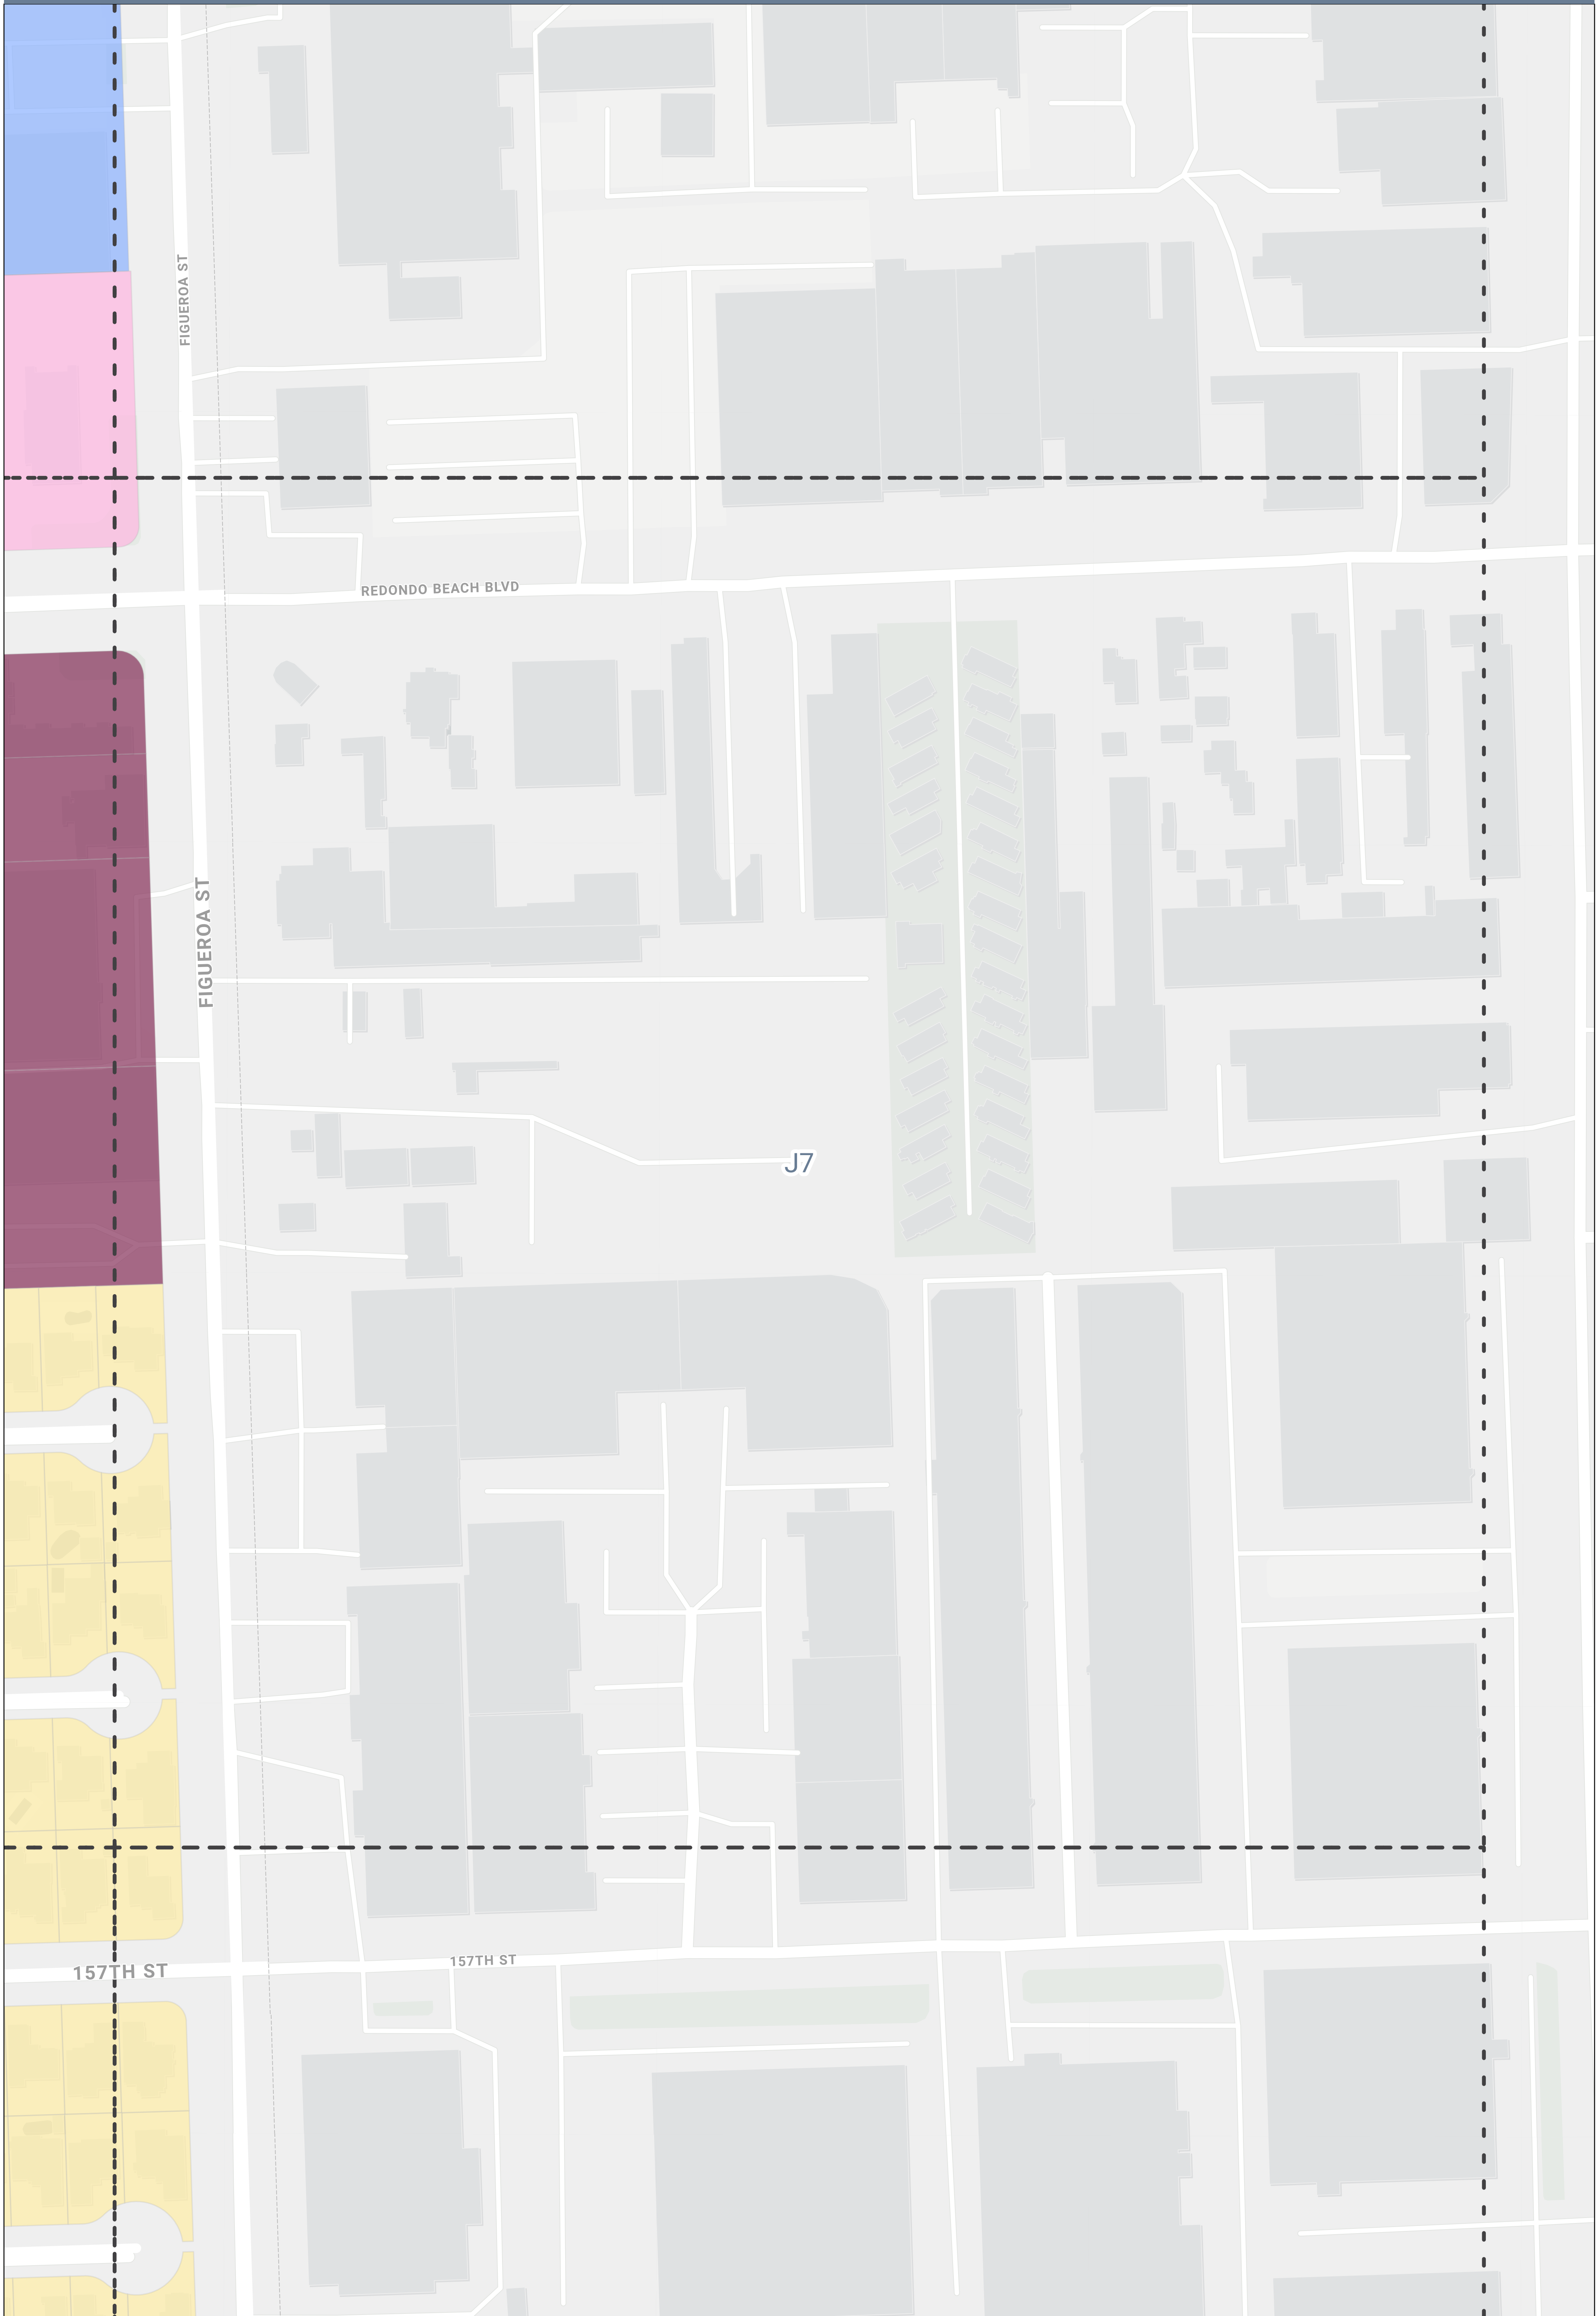 FIGUEROA ST
REDONDO BEACH BLVD
FIGUEROA ST
J7
157TH ST
157TH ST